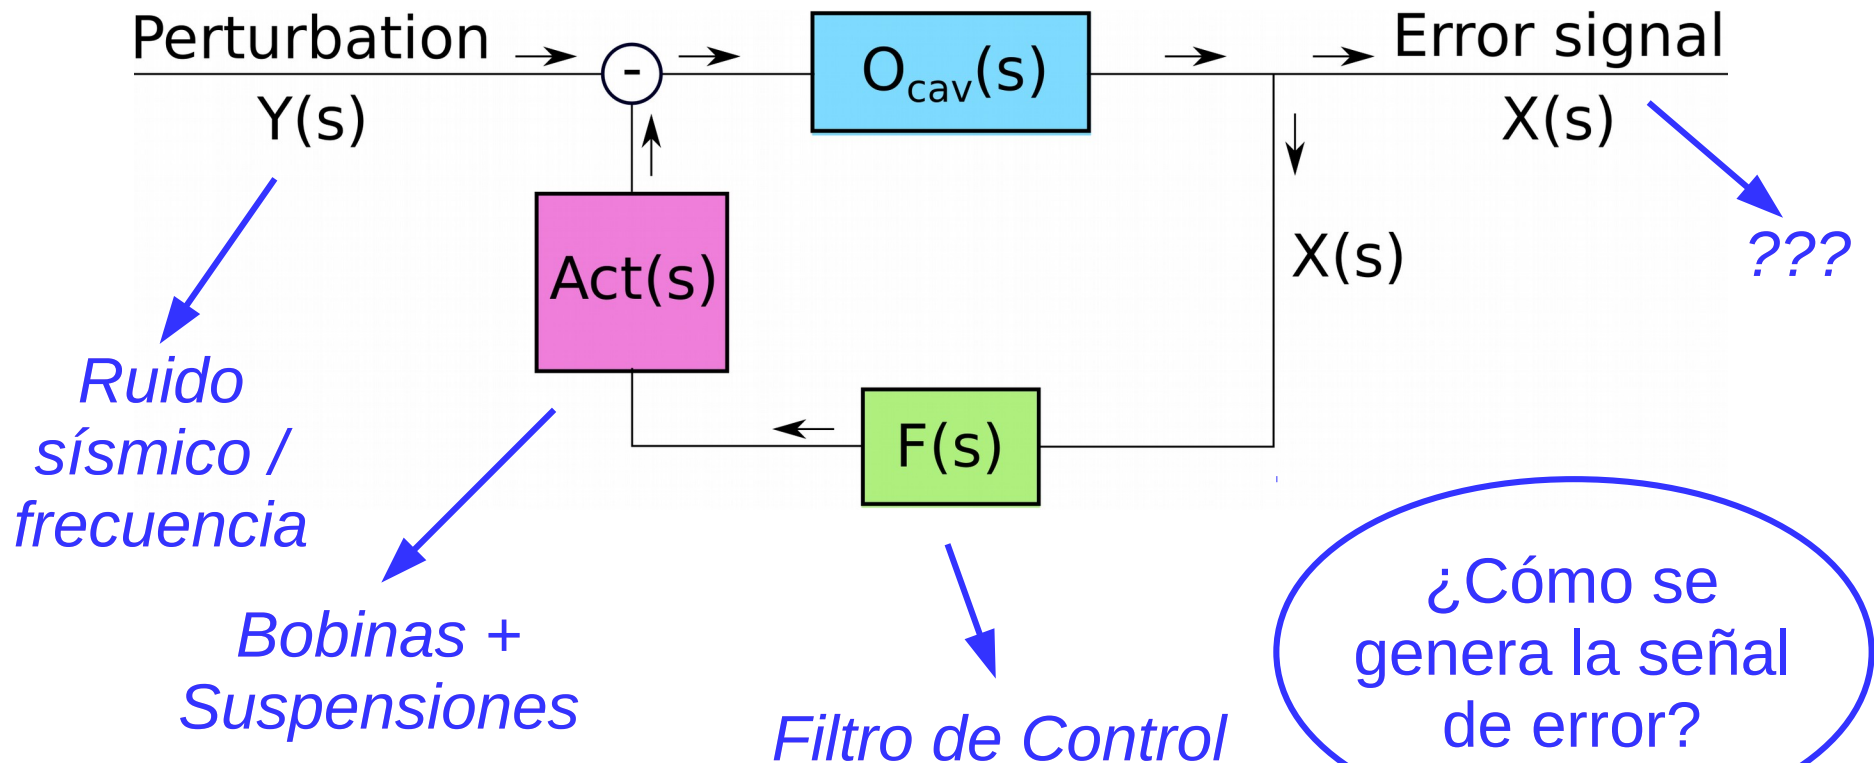 Perturbation
-
O_cav(s)
Error signal
Y(s)
X(s)
Act(s)
X(s)
???
Ruido
sísmico /
frecuencia
F(s)
Bobinas +
Suspensiones
Filtro de Control
¿Cómo se
genera la señal
de error?